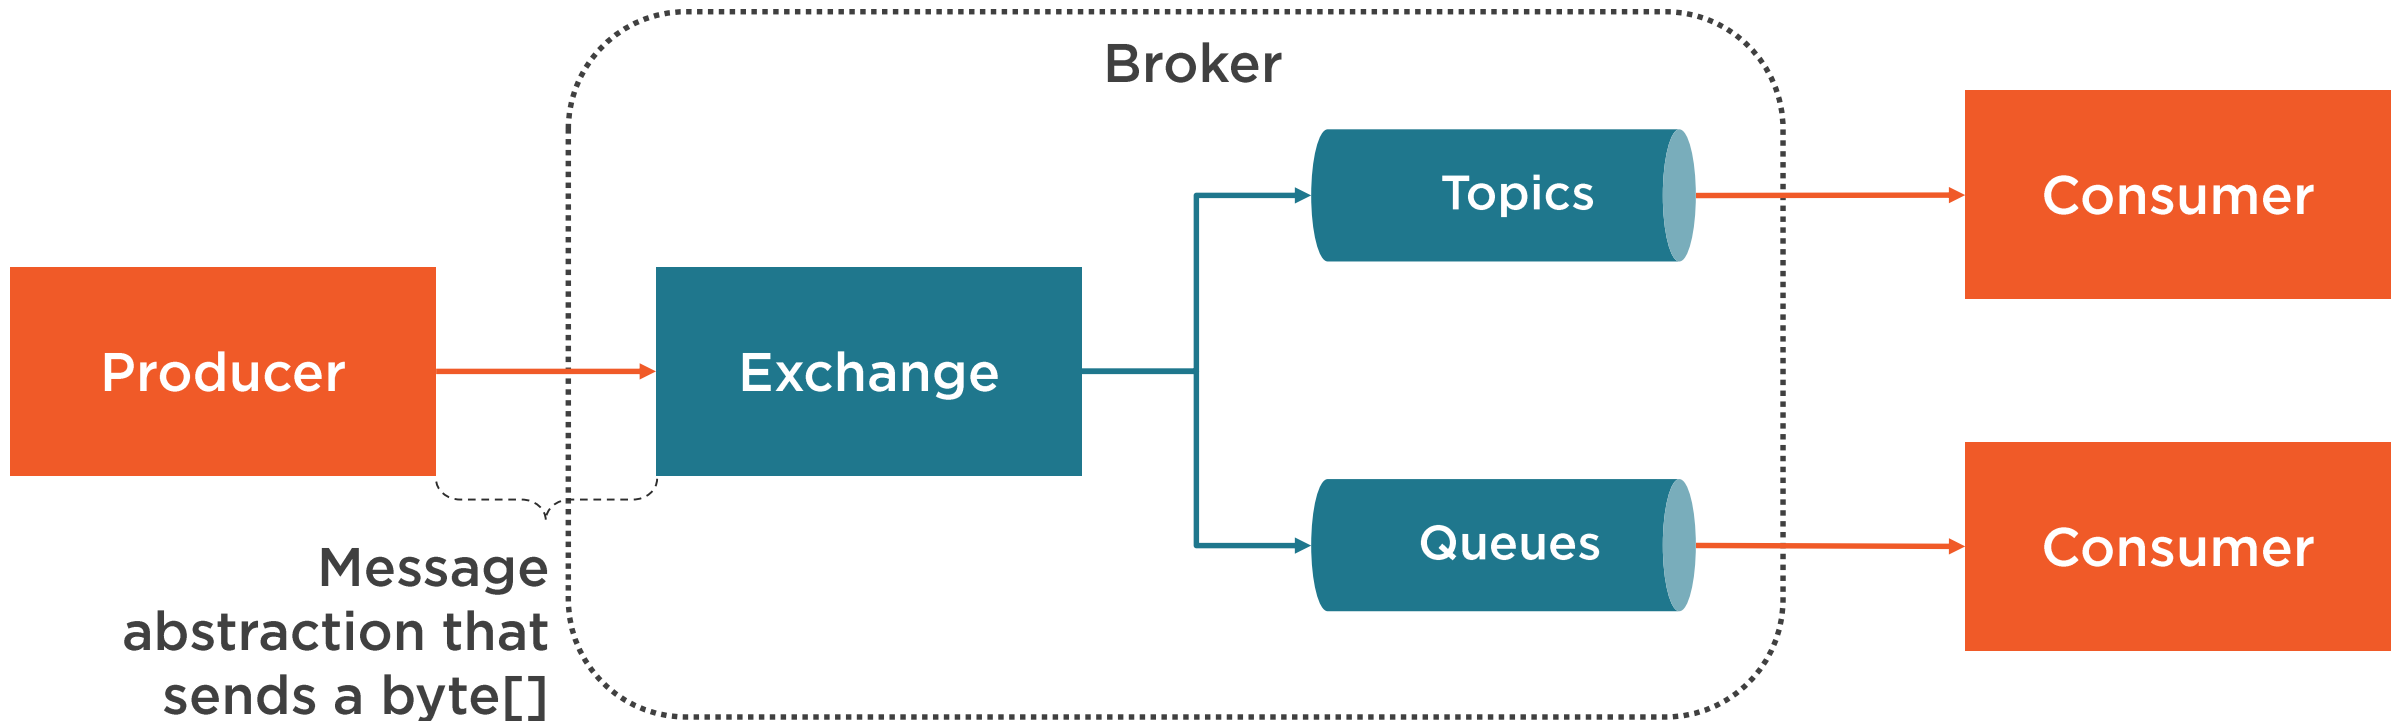 Broker
Topics
Consumer
Producer
Exchange
Queues
Consumer
Message
abstraction that
sends a byte[]